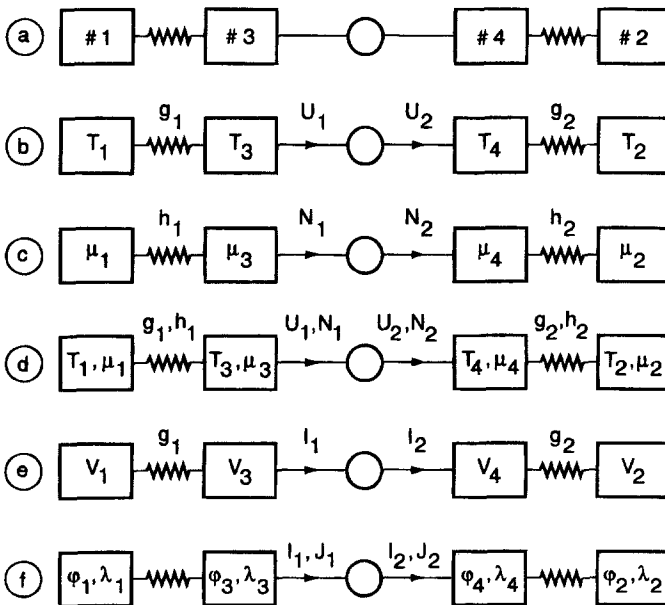 a #1 #3 #4 #2
g₁ U₁ U₂ g₂
b T₁ T₃ T₄ T₂
h₁ N₁ N₂ h₂
c μ₁ μ₃ μ₄ μ₂
g₁,h₁ U₁,N₁ U₂,N₂ g₂,h₂
d T₁,μ₁ T₃,μ₃ T₄,μ₄ T₂,μ₂
g₁ I₁ I₂ g₂
e V₁ V₃ V₄ V₂
I₁,J₁ I₂,J₂
f φ₁,λ₁ φ₃,λ₃ φ₄,λ₄ φ₂,λ₂